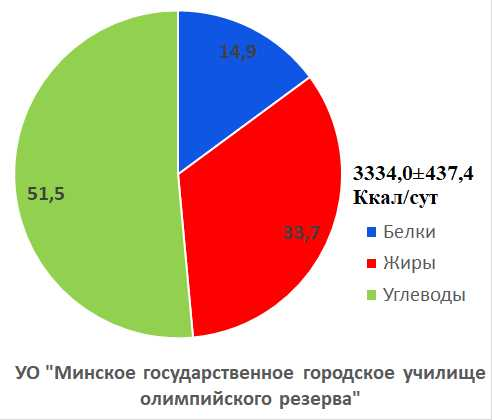 14,9
3334,0±437,4
Ккал/сут
51,5
33,7
Белки
Жиры
Углеводы
УО "Минское государственное городское училище
олимпийского резерва"